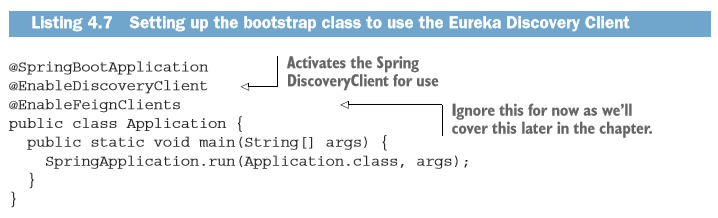 Listing 4.7 Setting up the bootstrap class to use the Eureka Discovery Client
@SpringBootApplication
@EnableDiscoveryClient
@EnableFeignClients
public class Application {
public static void main(String[] args) {
SpringApplication.run(Application.class, args);
}
}
Activates the Spring
DiscoveryClient for use
Ignore this for now as we'll
cover this later in the chapter.